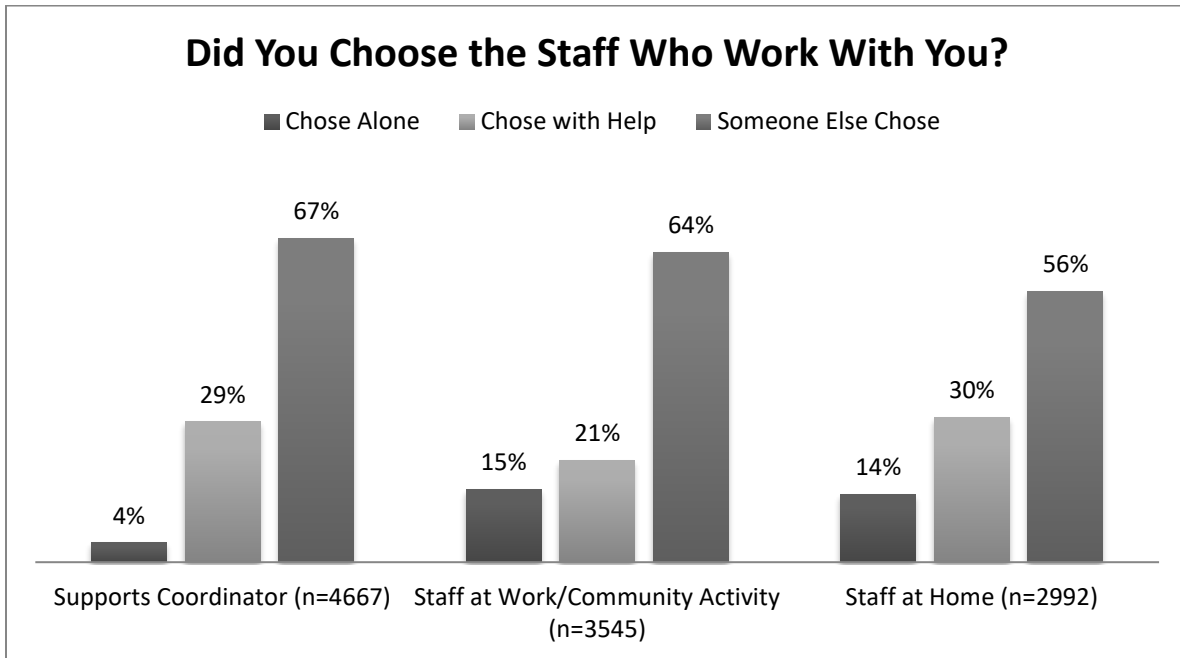 Did You Choose the Staff Who Work With You?
Chose Alone Chose with Help Someone Else Chose
67%
64%
56%
29%
30%
21%
15%
14%
4%
Supports Coordinator (n=4667) Staff at Work/Community Activity Staff at Home (n=2992)
(n=3545)